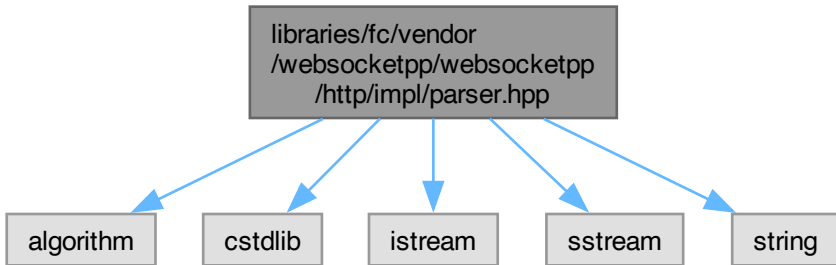 libraries/fc/vendor
/websocketpp/websocketpp
/http/impl/parser.hpp
algorithm
cstdlib
istream
sstream
string